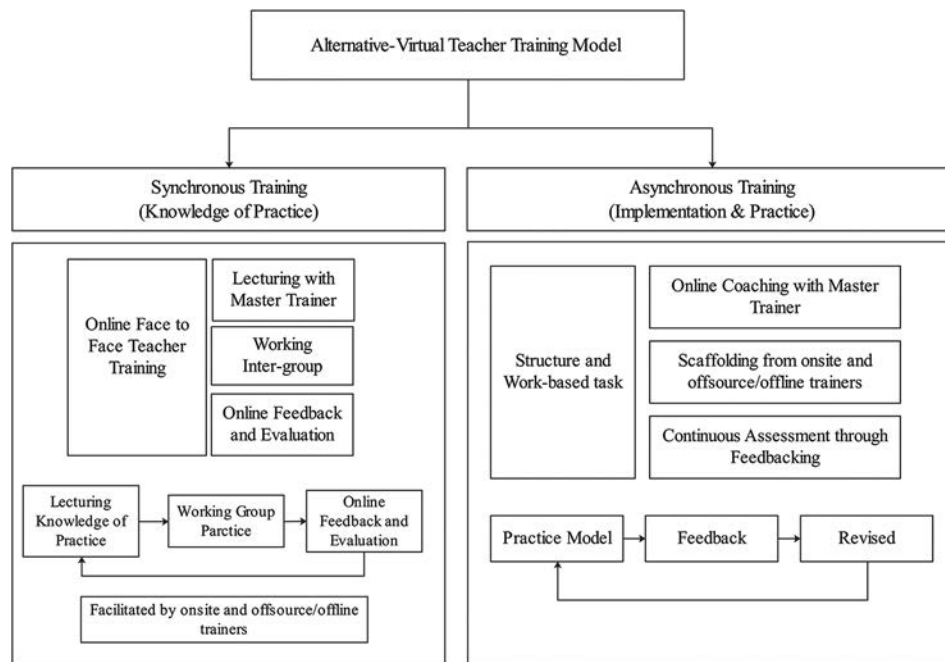 Alternative-Virtual Teacher Training Model
Synchronous Training
(Knowledge of Practice)
Asynchronous Training
(Implementation & Practice)
Online Face to
Face Teacher
Training
Lecturing with
Master Trainer
Working
Inter-group
Online Feedback
and Evaluation
Lecturing
Knowledge of
Practice
Working Group
Parctice
Online
Feedback and
Evaluation
Facilitated by onsite and offsource/offline
trainers
Structure and
Work-based task
Online Coaching with Master
Trainer
Scaffolding from onsite and
offsource/offline trainers
Continuous Assessment through
Feedbacking
Practice Model
Feedback
Revised